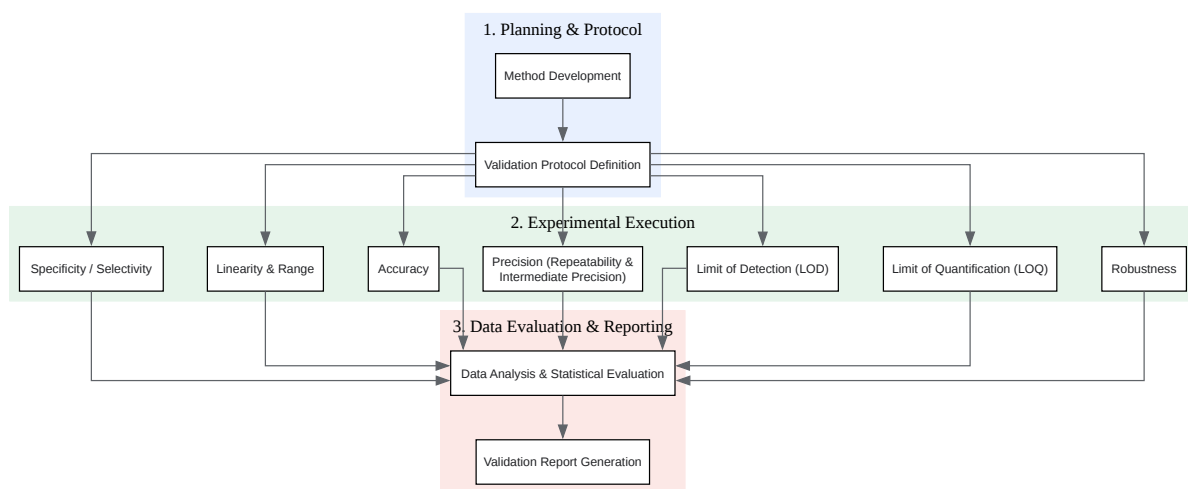 1. Planning & Protocol
Method Development
Validation Protocol Definition
2. Experimental Execution
Specificity / Selectivity
Linearity & Range
Accuracy
Precision (Repeatability &
Intermediate Precision)
Limit of Detection (LOD)
Limit of Quantification (LOQ)
Robustness
3. Data Evaluation & Reporting
Data Analysis & Statistical Evaluation
Validation Report Generation